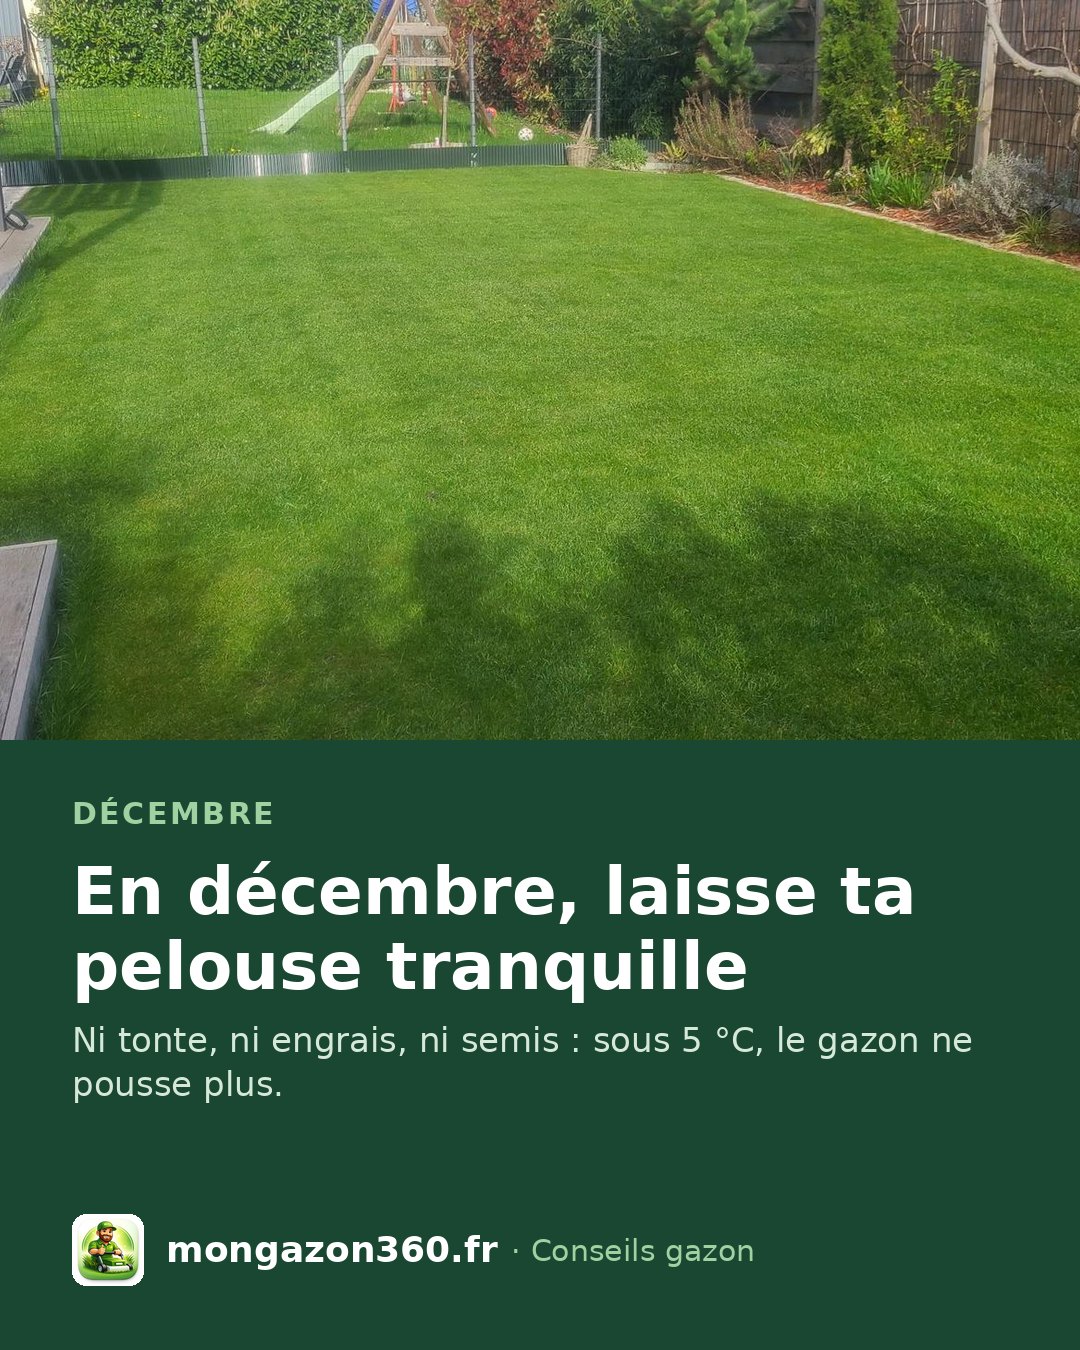 DÉCEMBRE
En décembre, laisse ta
pelouse tranquille
Ni tonte, ni engrais, ni semis : sous 5 °C, le gazon ne
pousse plus.
mongazon360.fr · Conseils gazon